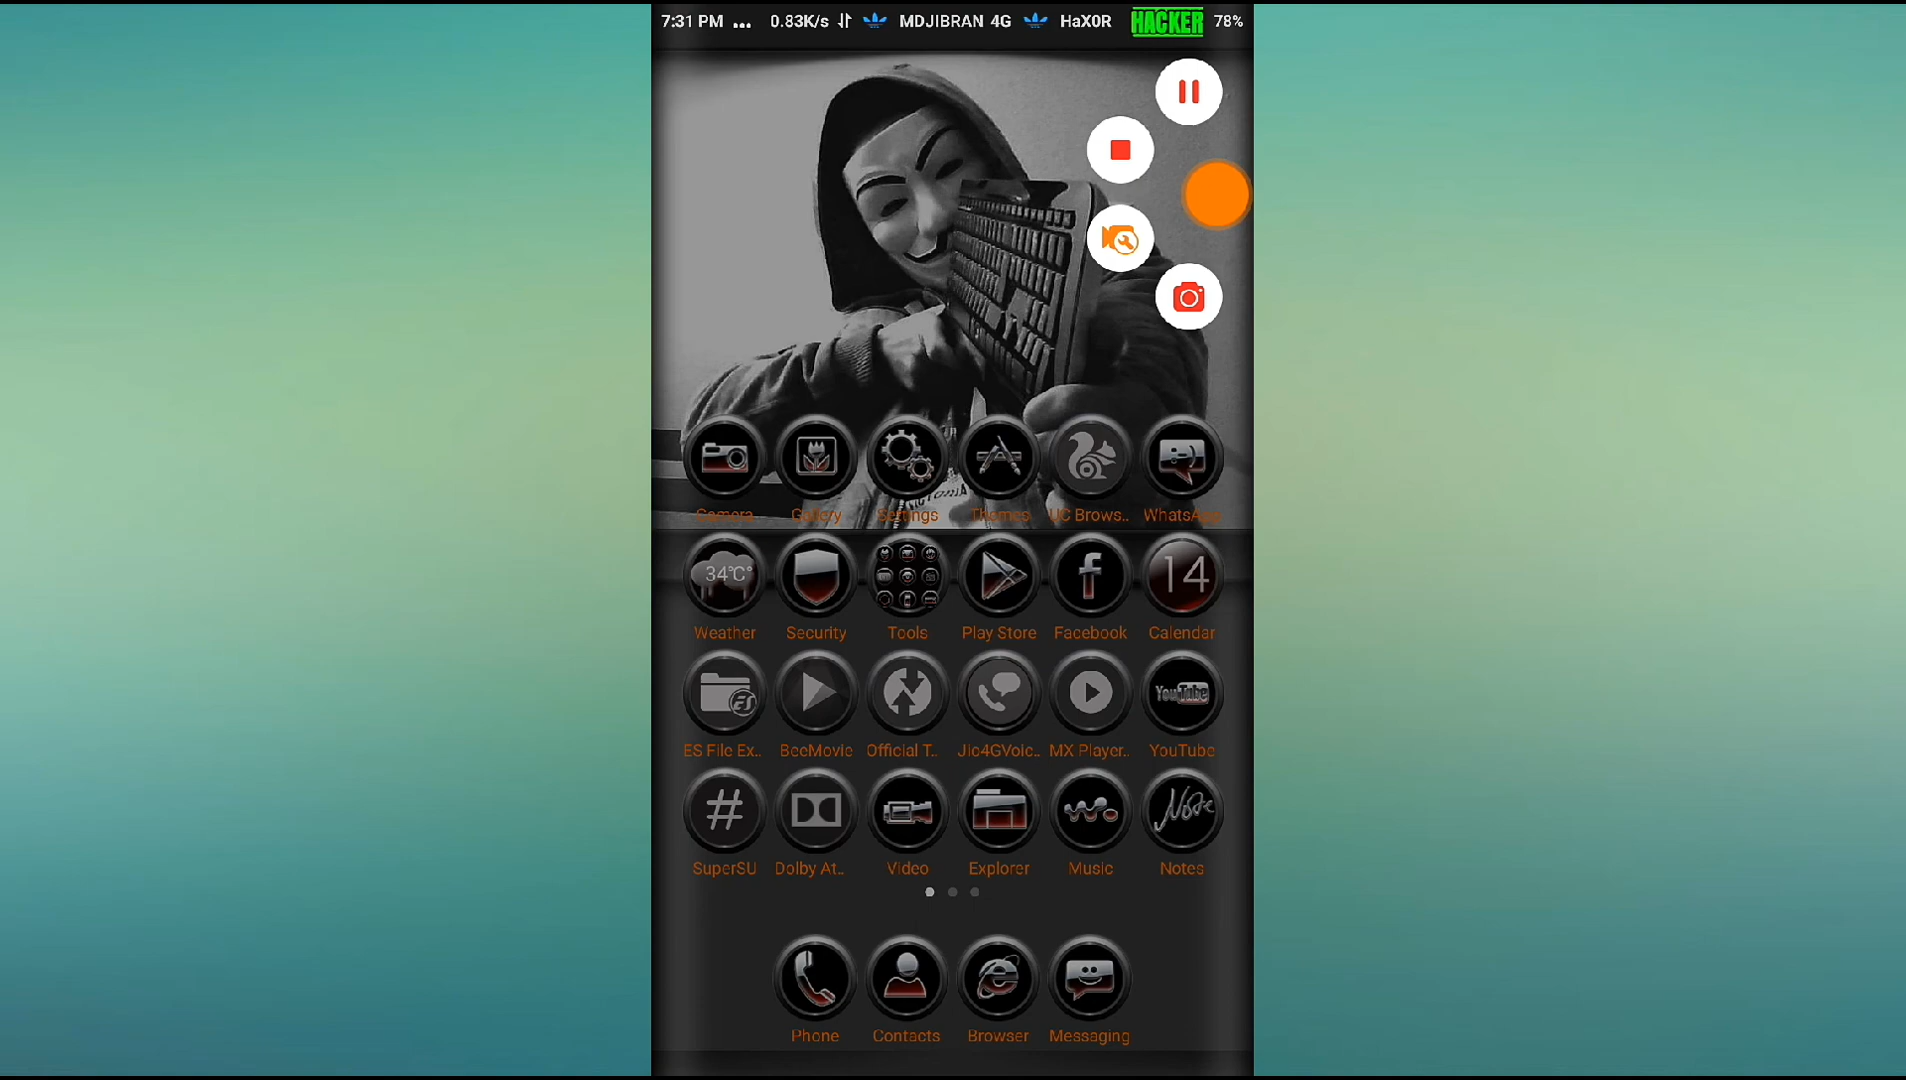 7:31 PM ... 0.83K/s MDJIBRAN 4G HaX0R HACKER 78%
Camera Gallery Settings Themes UC Brows.. WhatsApp
34°C 14
Weather Security Tools Play Store Facebook Calendar
YouTube
ES File Ex.. BeeMovie Official T.. Jio4GVoic.. MX Player.. YouTube
Note
SuperSU Dolby At.. Video Explorer Music Notes
Phone Contacts Browser Messaging